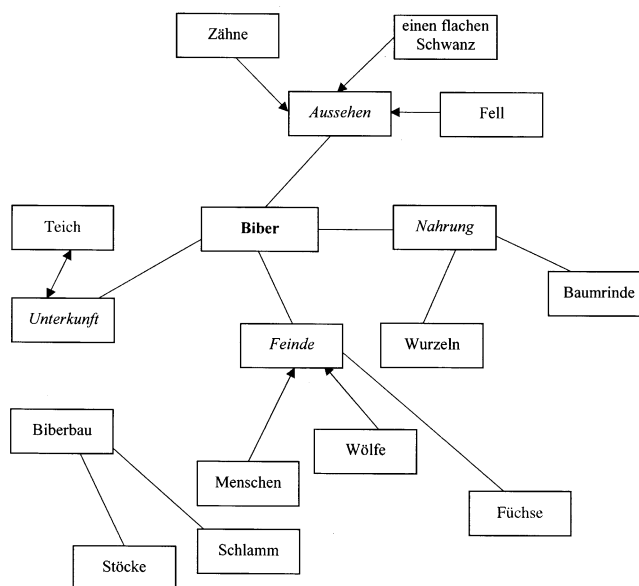 Zähne
einen flachen
Schwanz
Aussehen
Fell
Teich
Biber
Nahrung
Unterkunft
Baumrinde
Feinde
Wurzeln
Biberbau
Wölfe
Menschen
Füchse
Schlamm
Stöcke